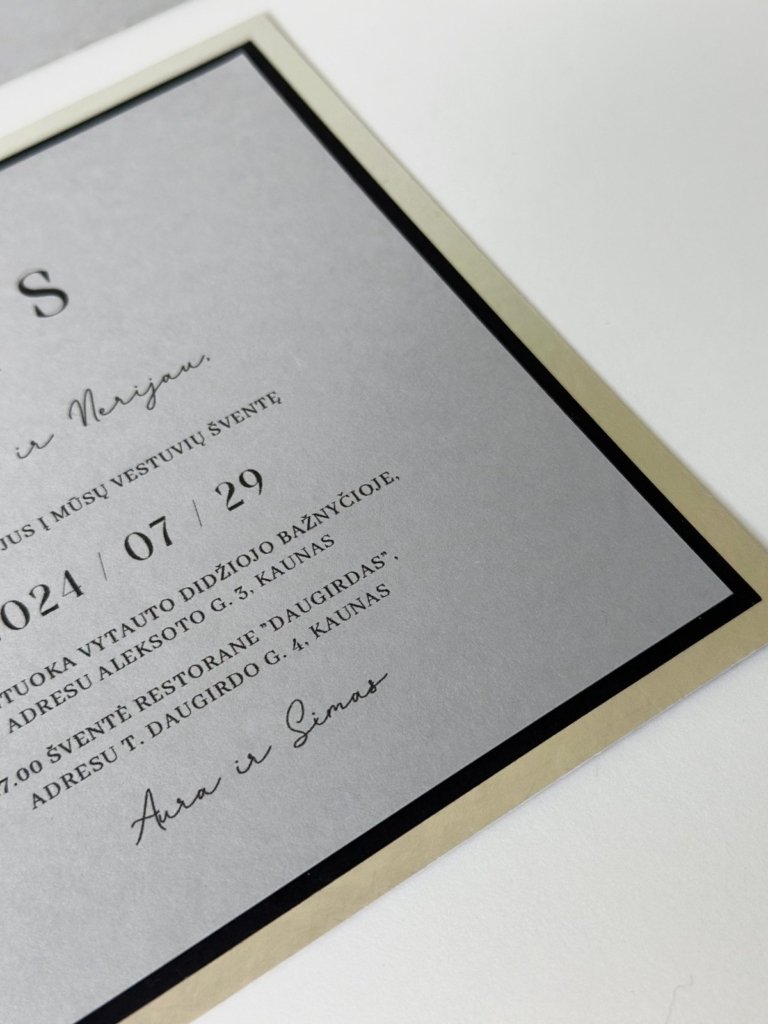 S
ir Nerijau,
JUS Į MŪSŲ VESTUVIŲ ŠVENTĘ
2024 / 07 / 29
TUOKA VYTAUTO DIDŽIOJO BAŽNYČIOJE,
ADRESU ALEKSOTO G. 3, KAUNAS
7.00 ŠVENTĖ RESTORANE "DAUGIRDAS" ,
ADRESU T. DAUGIRDO G. 4, KAUNAS
Aura ir Simas